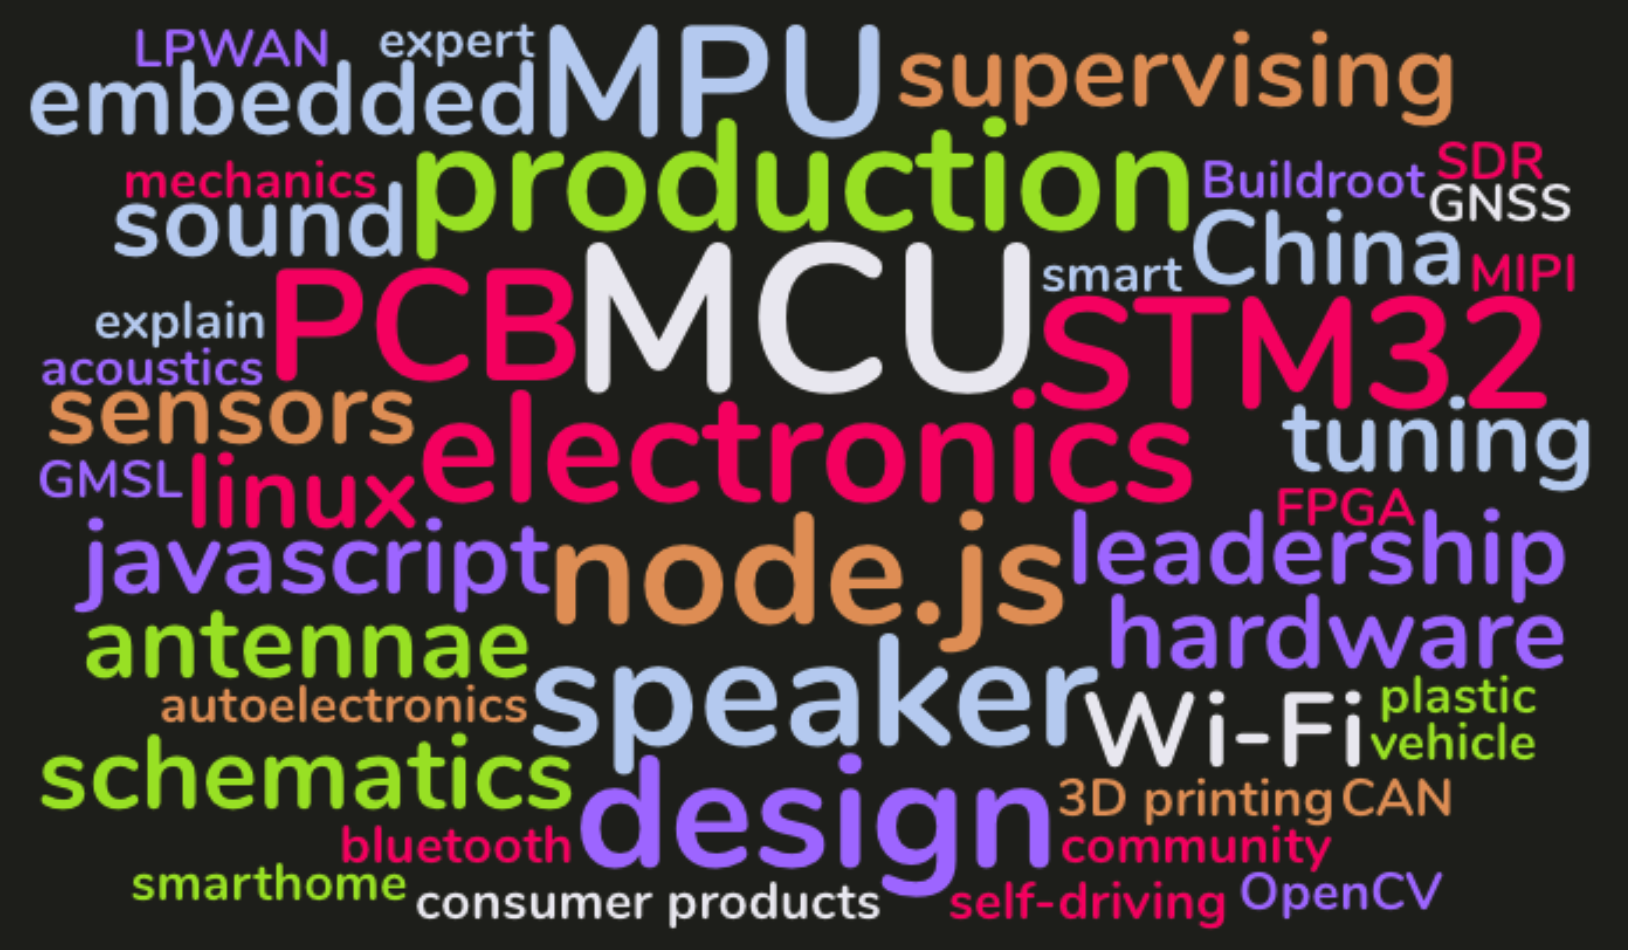 LPWAN expert MPU supervising
embedded
mechanics production Buildroot SDR
sound GNSS
China
smart MIPI
explain PCB MCU STM32
acoustics
sensors electronics tuning
GMSL linux FPGA
javascript node.js leadership
antennae hardware
autoelectronics speaker Wi-Fi plastic
vehicle
schematics design 3D printing CAN
bluetooth community
smarthome consumer products self-driving OpenCV